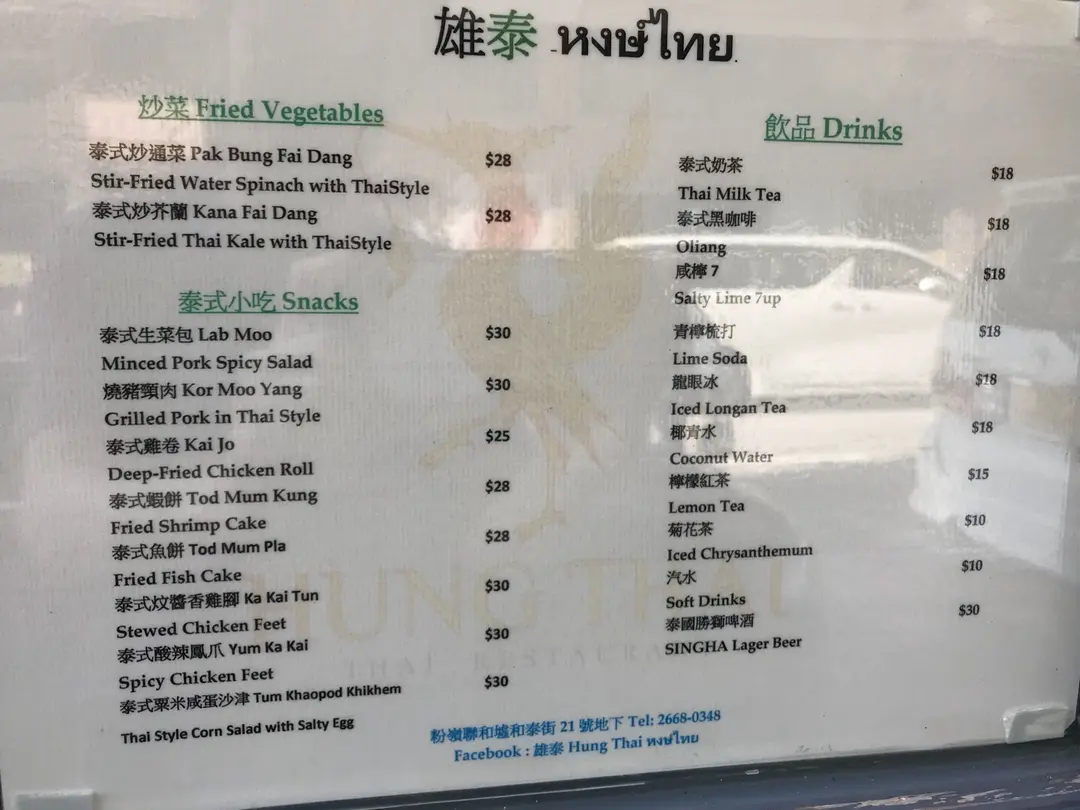 雄泰 หงษ์ไทย
炒菜 Fried Vegetables
泰式炒通菜 Pak Bung Fai Dang $28
Stir-Fried Water Spinach with ThaiStyle
泰式炒芥蘭 Kana Fai Dang $28
Stir-Fried Thai Kale with ThaiStyle
泰式小吃 Snacks
泰式生菜包 Lab Moo $30
Minced Pork Spicy Salad
燒豬頸肉 Kor Moo Yang $30
Grilled Pork in Thai Style
泰式雞卷 Kai Jo $25
Deep-Fried Chicken Roll
泰式蝦餅 Tod Mum Kung $28
Fried Shrimp Cake
泰式魚餅 Tod Mum Pla $28
Fried Fish Cake
泰式炆醬香雞腳 Ka Kai Tun $30
Stewed Chicken Feet
泰式酸辣鳳爪 Yum Ka Kai $30
Spicy Chicken Feet
泰式粟米咸蛋沙津 Tum Khaopod Khikhem $30
Thai Style Corn Salad with Salty Egg
飲品 Drinks
泰式奶茶 $18
Thai Milk Tea
泰式黑咖啡 $18
Oliang
咸檸 7 $18
Salty Lime 7up
青檸梳打 $18
Lime Soda
龍眼冰 $18
Iced Longan Tea
椰青水 $18
Coconut Water
檸檬紅茶 $15
Lemon Tea
菊花茶 $10
Iced Chrysanthemum
汽水 $10
Soft Drinks
泰國勝獅啤酒 $30
SINGHA Lager Beer
HUNG THAI
THAI RESTAURANT
粉嶺聯和墟和泰街 21 號地下 Tel: 2668-0348
Facebook : 雄泰 Hung Thai หงษ์ไทย